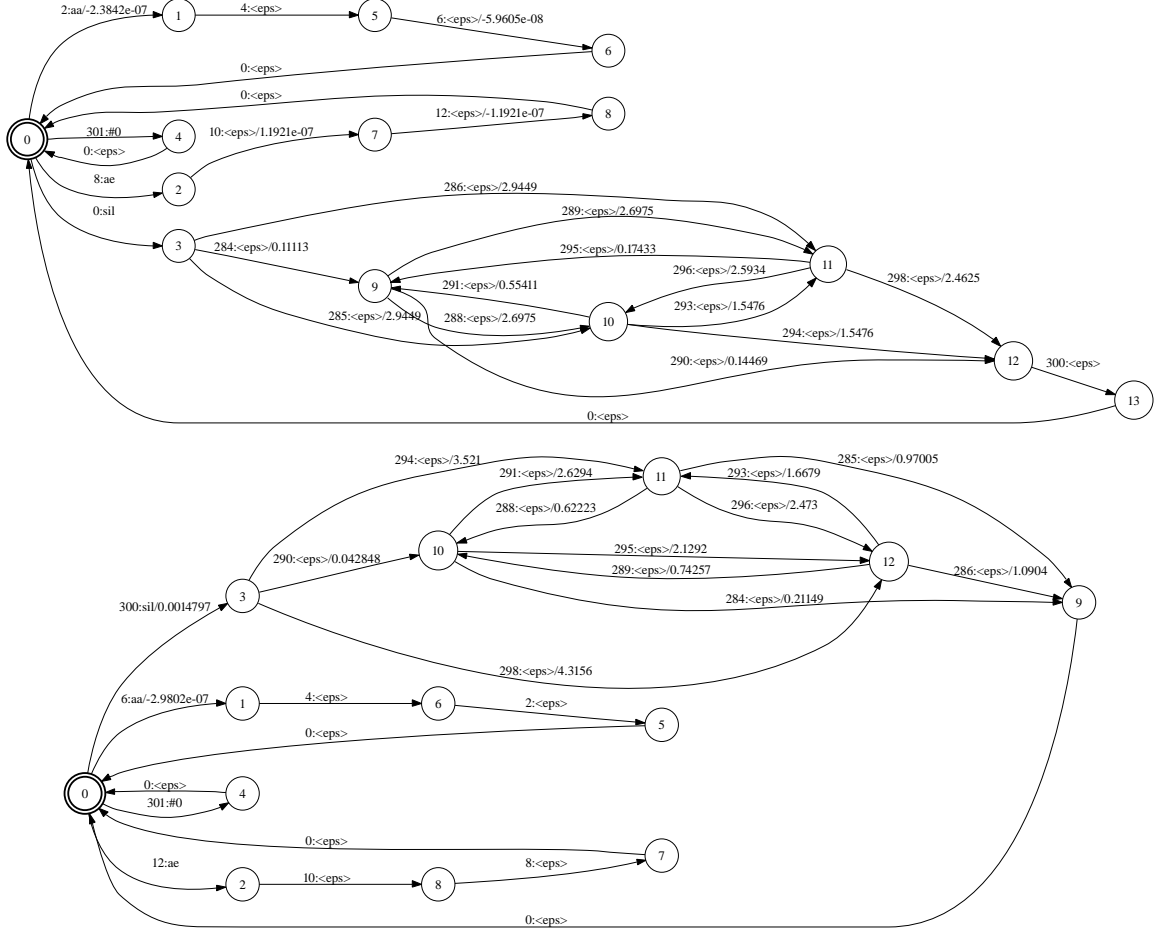 2:aa/-2.3842e-07
1
4:<eps>
5
6:<eps>/-5.9605e-08
6
0:<eps>
0:<eps>
12:<eps>/-1.1921e-07
8
0
301:#0
4
10:<eps>/1.1921e-07
7
0:<eps>
8:ae
2
0:sil
286:<eps>/2.9449
289:<eps>/2.6975
3
284:<eps>/0.11113
295:<eps>/0.17433
11
296:<eps>/2.5934
298:<eps>/2.4625
9
291:<eps>/0.55411
293:<eps>/1.5476
285:<eps>/2.9449
288:<eps>/2.6975
10
294:<eps>/1.5476
290:<eps>/0.14469
12
300:<eps>
13
0:<eps>
294:<eps>/3.521
285:<eps>/0.97005
291:<eps>/2.6294
11
293:<eps>/1.6679
288:<eps>/0.62223
296:<eps>/2.473
10
290:<eps>/0.042848
295:<eps>/2.1292
12
289:<eps>/0.74257
286:<eps>/1.0904
3
300:sil/0.0014797
284:<eps>/0.21149
9
298:<eps>/4.3156
6:aa/-2.9802e-07
1
4:<eps>
6
2:<eps>
5
0:<eps>
0
0:<eps>
4
301:#0
0:<eps>
7
12:ae
2
10:<eps>
8
8:<eps>
0:<eps>